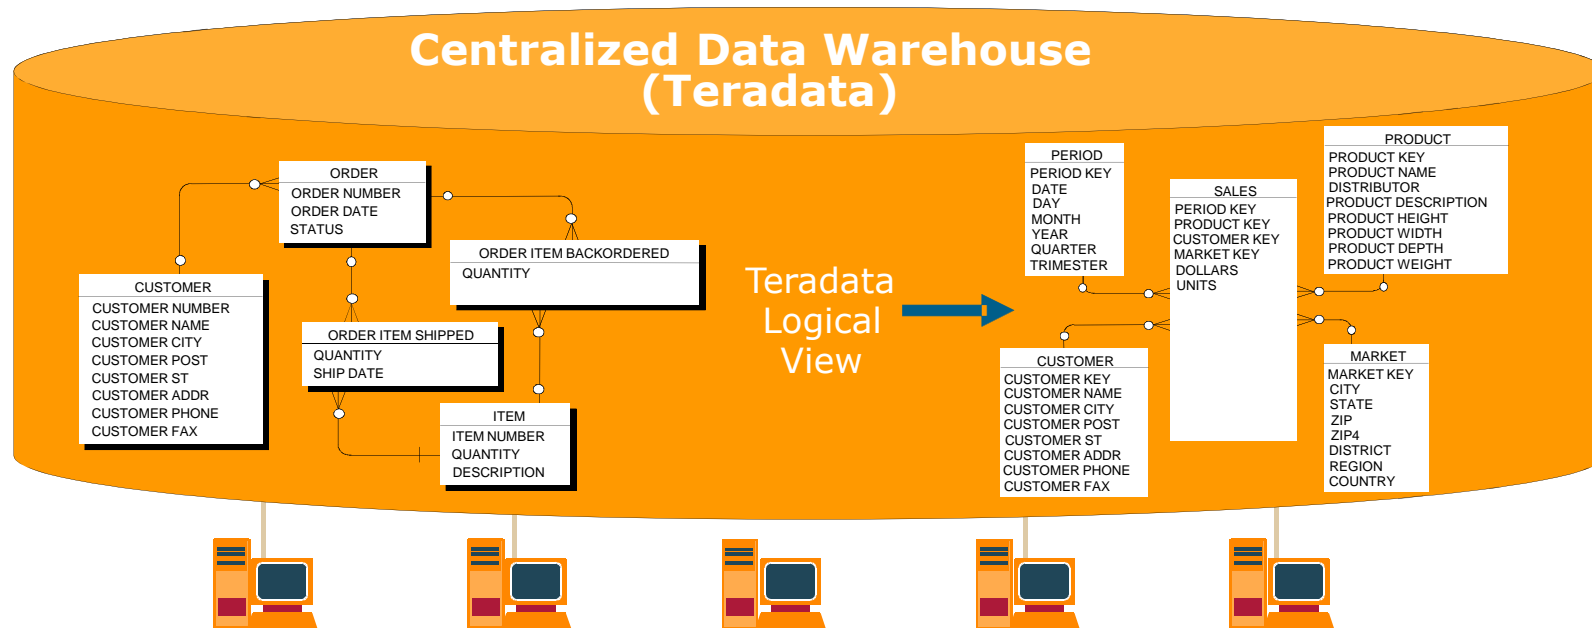 Centralized Data Warehouse
(Teradata)
ORDER
ORDER NUMBER
ORDER DATE
STATUS
ORDER ITEM BACKORDERED
QUANTITY
CUSTOMER
CUSTOMER NUMBER
CUSTOMER NAME
CUSTOMER CITY
CUSTOMER POST
CUSTOMER ST
CUSTOMER ADDR
CUSTOMER PHONE
CUSTOMER FAX
ORDER ITEM SHIPPED
QUANTITY
SHIP DATE
ITEM
ITEM NUMBER
QUANTITY
DESCRIPTION
Teradata
Logical
View
PERIOD
PERIOD KEY
DATE
DAY
MONTH
YEAR
QUARTER
TRIMESTER
SALES
PERIOD KEY
PRODUCT KEY
CUSTOMER KEY
MARKET KEY
DOLLARS
UNITS
PRODUCT
PRODUCT KEY
PRODUCT NAME
DISTRIBUTOR
PRODUCT DESCRIPTION
PRODUCT HEIGHT
PRODUCT WIDTH
PRODUCT DEPTH
PRODUCT WEIGHT
CUSTOMER
CUSTOMER KEY
CUSTOMER NAME
CUSTOMER CITY
CUSTOMER POST
CUSTOMER ST
CUSTOMER ADDR
CUSTOMER PHONE
CUSTOMER FAX
MARKET
MARKET KEY
CITY
STATE
ZIP
ZIP4
DISTRICT
REGION
COUNTRY